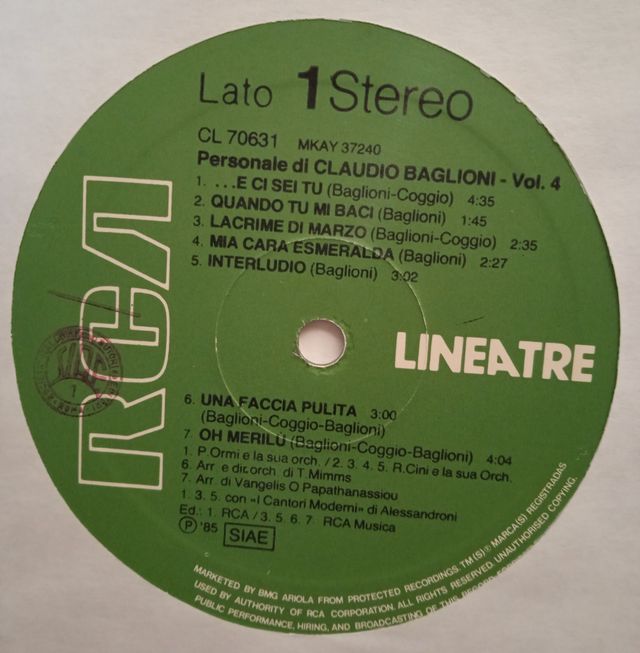 Lato 1 Stereo
CL 70631 MKAY 37240
Personale di CLAUDIO BAGLIONI - Vol. 4
1. ...E CI SEI TU (Baglioni-Coggio) 4:35
2. QUANDO TU MI BACI (Baglioni) 1:45
3. LACRIME DI MARZO (Baglioni-Coggio) 2:35
4. MIA CARA ESMERALDA (Baglioni) 2:27
5. INTERLUDIO (Baglioni) 3:02
RCA
LINEATRE
6. UNA FACCIA PULITA 3:00
(Baglioni-Coggio-Baglioni)
7. OH MERILÙ (Baglioni-Coggio-Baglioni) 4:04
1. P. Ormi e la sua orch. / 2. 3. 4. 5. R. Cini e la sua Orch.
6. Arr. e dir. orch. di T. Mimms
7. Arr. di Vangelis O Papathanassiou
1. 3. 5. con «I Cantori Moderni» di Alessandroni
Ed.: 1. RCA / 3. 5. 6. 7. RCA Musica
Ⓟ '85 SIAE
MARKETED BY BMG ARIOLA FROM PROTECTED RECORDINGS. TM(S)® MARCA(S) REGISTRADAS
USED BY AUTHORITY OF RCA CORPORATION. ALL RIGHTS RESERVED. UNAUTHORISED COPYING,
PUBLIC PERFORMANCE, HIRING, AND BROADCASTING OF THIS RECORD